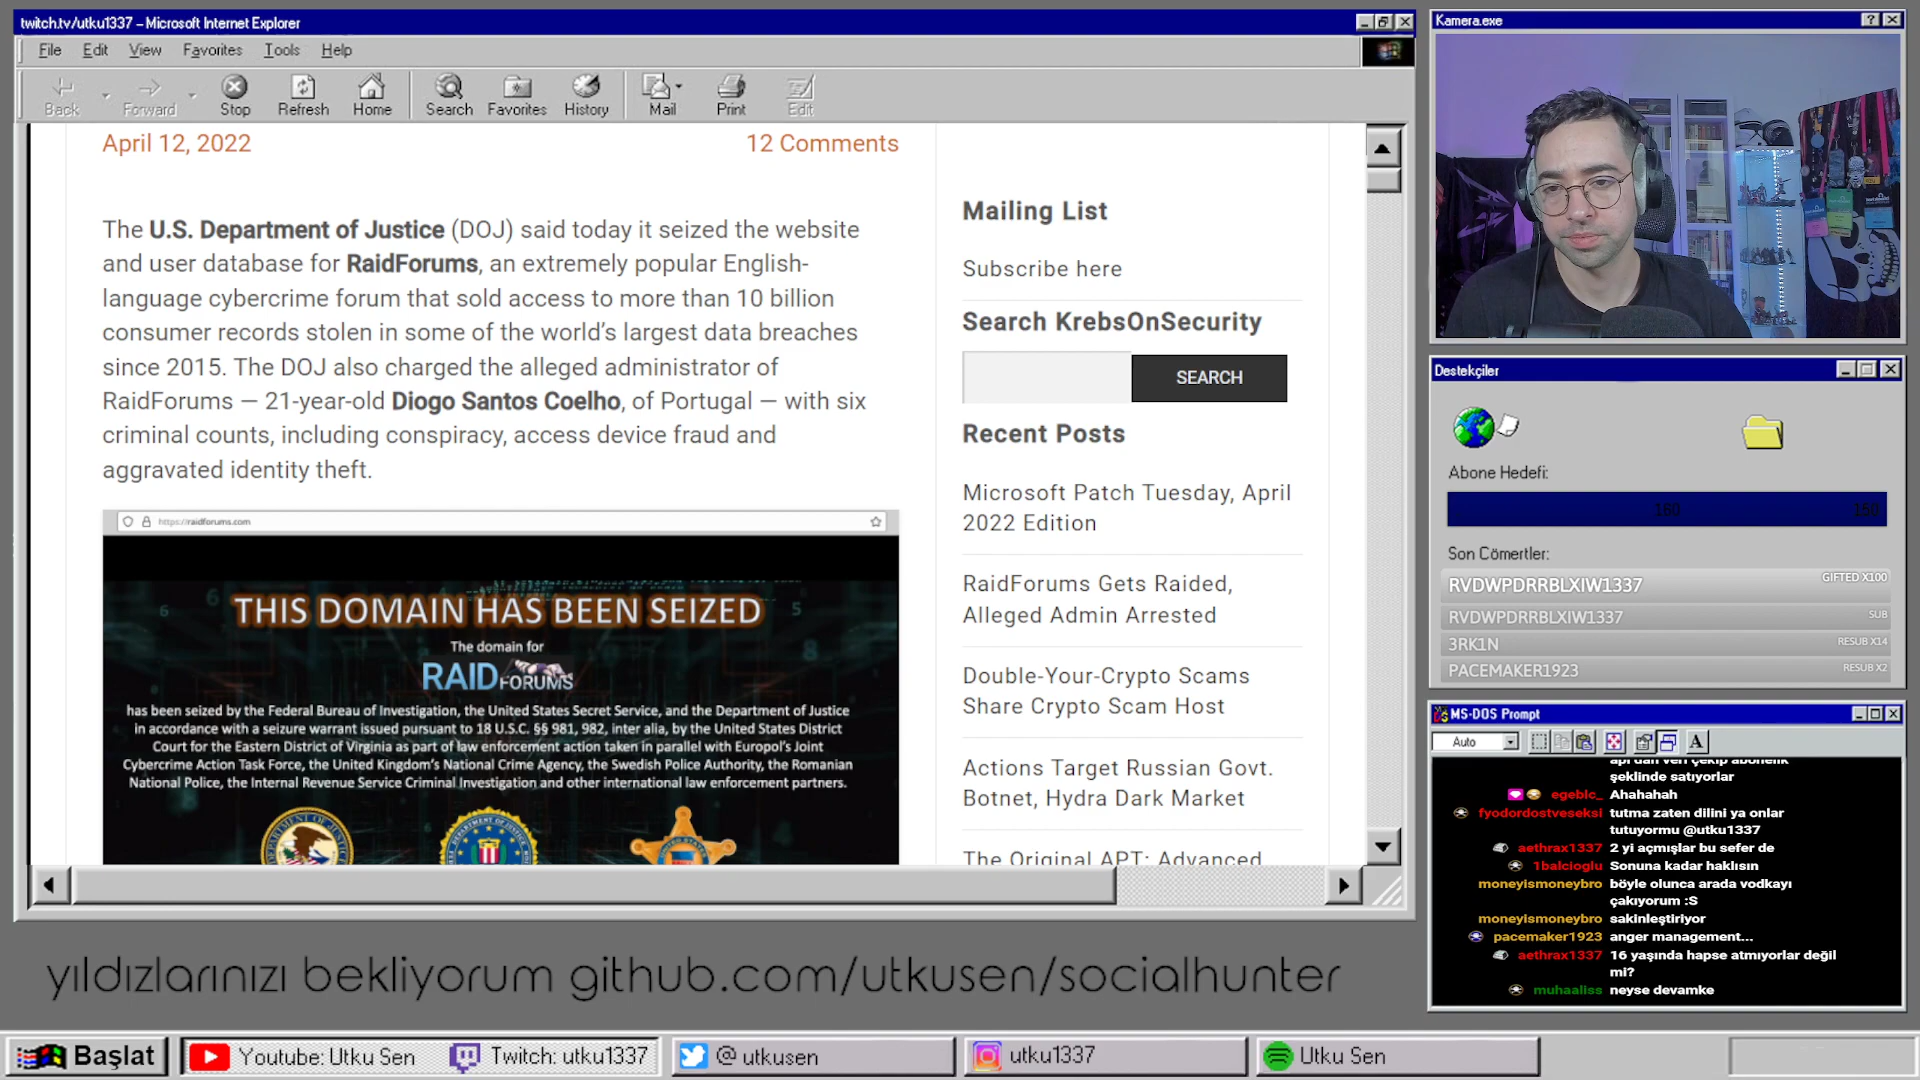 twitch.tv/utku1337 – Microsoft Internet Explorer
File Edit View Favorites Tools Help
Back Forward Stop Refresh Home Search Favorites History Mail Print Edit
April 12, 2022
12 Comments
The U.S. Department of Justice (DOJ) said today it seized the website
and user database for RaidForums, an extremely popular English-
language cybercrime forum that sold access to more than 10 billion
consumer records stolen in some of the world's largest data breaches
since 2015. The DOJ also charged the alleged administrator of
RaidForums — 21-year-old Diogo Santos Coelho, of Portugal — with six
criminal counts, including conspiracy, access device fraud and
aggravated identity theft.
https://raidforums.com
THIS DOMAIN HAS BEEN SEIZED
The domain for
RAID FORUMS
has been seized by the Federal Bureau of Investigation, the United States Secret Service, and the Department of Justice
in accordance with a seizure warrant issued pursuant to 18 U.S.C. §§ 981, 982, inter alia, by the United States District
Court for the Eastern District of Virginia as part of law enforcement action taken in parallel with Europol's Joint
Cybercrime Action Task Force, the United Kingdom's National Crime Agency, the Swedish Police Authority, the Romanian
National Police, the Internal Revenue Service Criminal Investigation and other international law enforcement partners.
Mailing List
Subscribe here
Search KrebsOnSecurity
SEARCH
Recent Posts
Microsoft Patch Tuesday, April
2022 Edition
RaidForums Gets Raided,
Alleged Admin Arrested
Double-Your-Crypto Scams
Share Crypto Scam Host
Actions Target Russian Govt.
Botnet, Hydra Dark Market
The Original APT: Advanced
Kamera.exe
Destekçiler
Abone Hedefi:
160 150
Son Cömertler:
RVDWPDRRBLXIW1337 GIFTED X100
RVDWPDRRBLXIW1337 SUB
3RK1N RESUB X14
PACEMAKER1923 RESUB X2
MS-DOS Prompt
Auto
api'dan veri çekip abonelik
şeklinde satıyorlar
egeblc_ Ahahahah
fyodordostveseksi tutma zaten dilini ya onlar
tutuyormu @utku1337
aethrax1337 2 yi açmışlar bu sefer de
1balcioglu Sonuna kadar haklısın
moneyismoneybro böyle olunca arada vodkayı
çakıyorum :S
moneyismoneybro sakinleştiriyor
pacemaker1923 anger management...
aethrax1337 16 yaşında hapse atmıyorlar değil
mi?
muhaaliss neyse devamke
yıldızlarınızı bekliyorum github.com/utkusen/socialhunter
Başlat
Youtube: Utku Sen
Twitch: utku1337
@utkusen
utku1337
Utku Sen